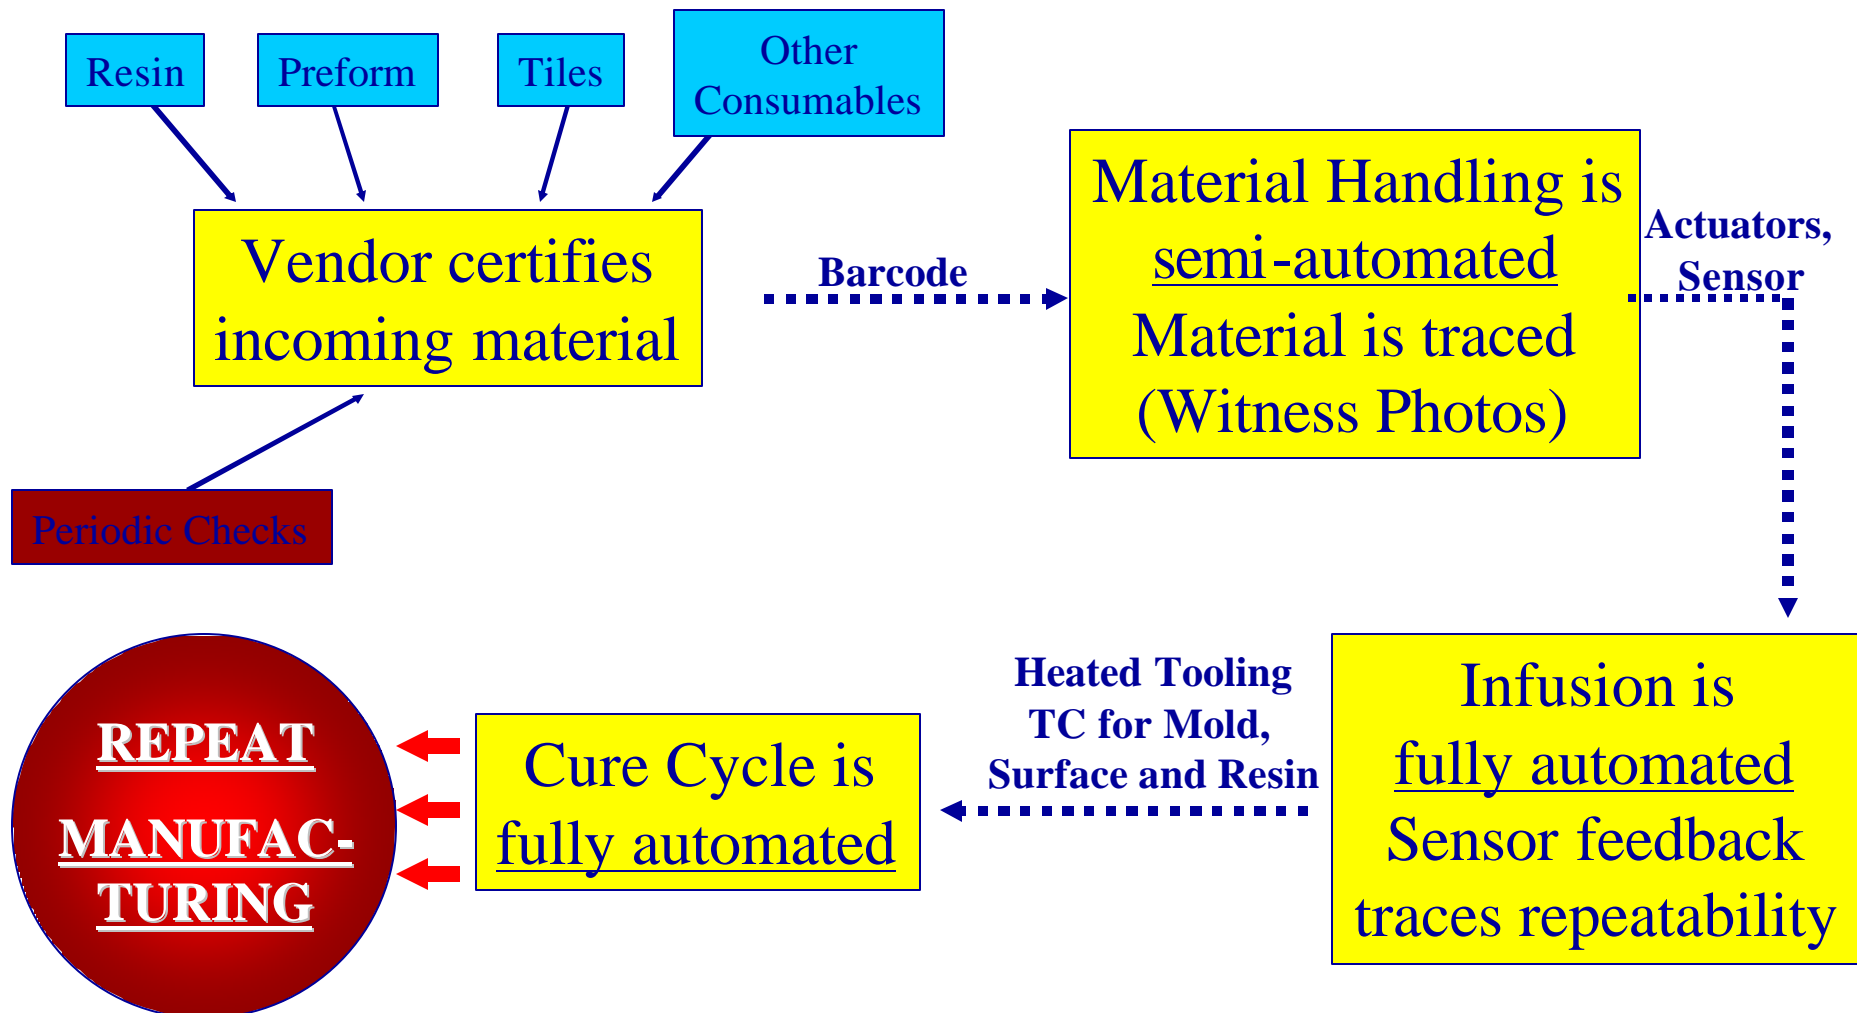 Resin
Preform
Tiles
Other
Consumables
Vendor certifies
incoming material
Periodic Checks
Barcode
Material Handling is
semi-automated
Material is traced
(Witness Photos)
Actuators,
Sensor
Infusion is
fully automated
Sensor feedback
traces repeatability
Heated Tooling
TC for Mold,
Surface and Resin
Cure Cycle is
fully automated
REPEAT
MANUFAC-
TURING